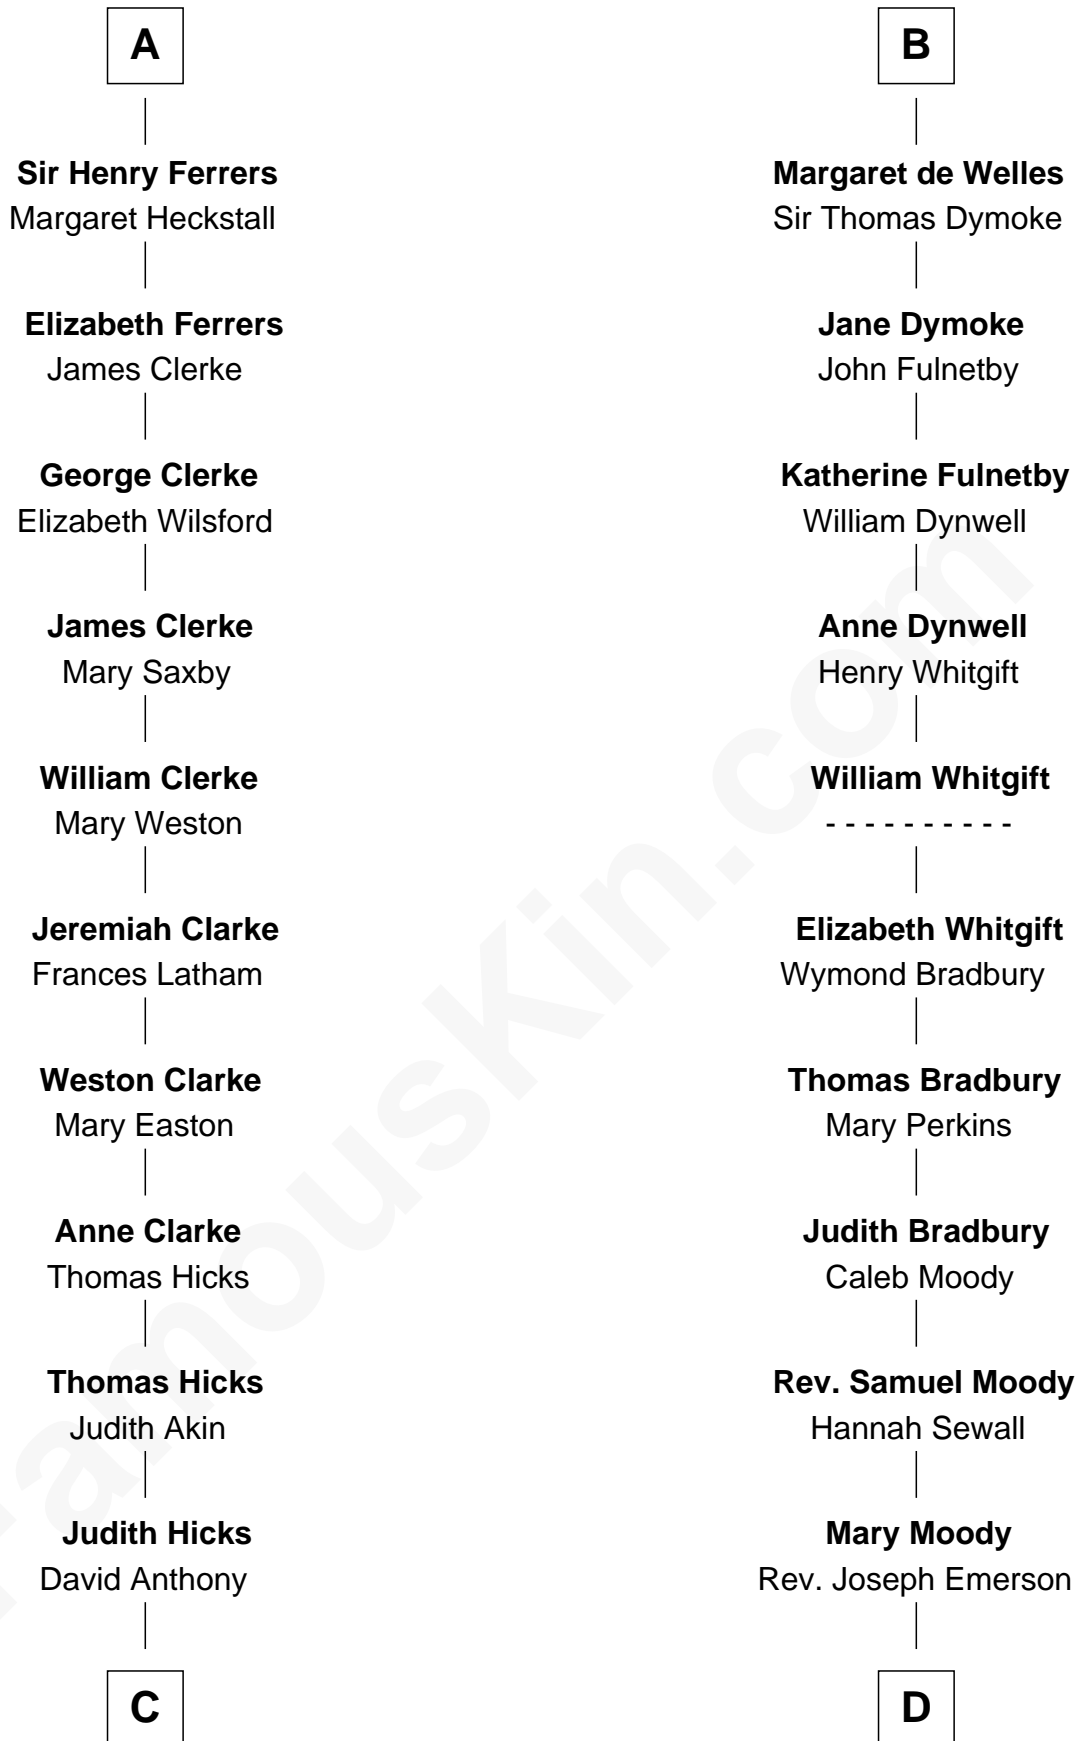 A
Sir Henry Ferrers
Margaret Heckstall
Elizabeth Ferrers
James Clerke
George Clerke
Elizabeth Wilsford
James Clerke
Mary Saxby
William Clerke
Mary Weston
Jeremiah Clarke
Frances Latham
Weston Clarke
Mary Easton
Anne Clarke
Thomas Hicks
Thomas Hicks
Judith Akin
Judith Hicks
David Anthony
C
B
Margaret de Welles
Sir Thomas Dymoke
Jane Dymoke
John Fulnetby
Katherine Fulnetby
William Dynwell
Anne Dynwell
Henry Whitgift
William Whitgift
- - - - - - - - - -
Elizabeth Whitgift
Wymond Bradbury
Thomas Bradbury
Mary Perkins
Judith Bradbury
Caleb Moody
Rev. Samuel Moody
Hannah Sewall
Mary Moody
Rev. Joseph Emerson
D
FamousKin.com